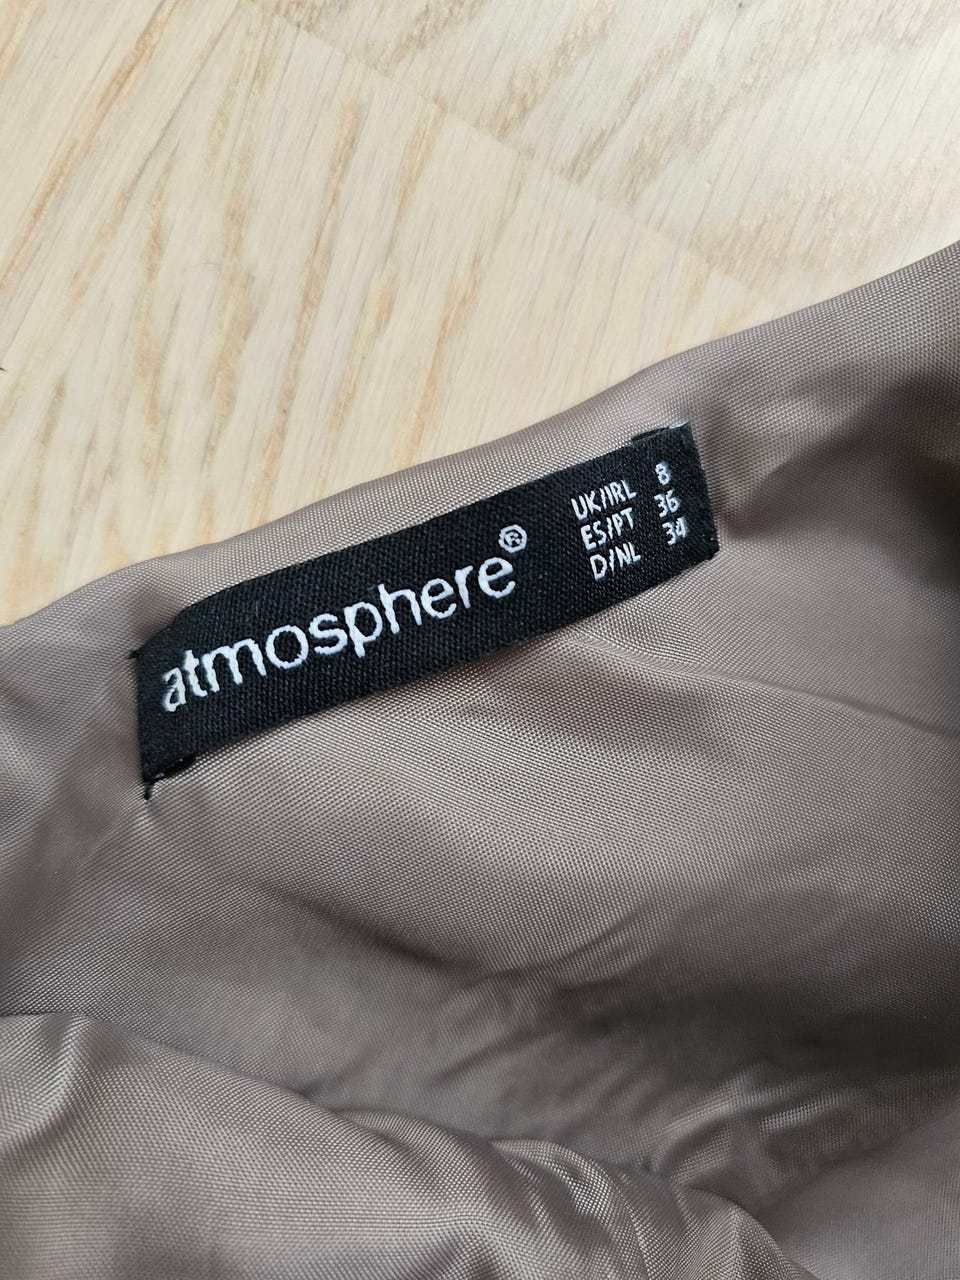 atmosphere®
UK/IRL 8
ES/PT 36
D/NL 34